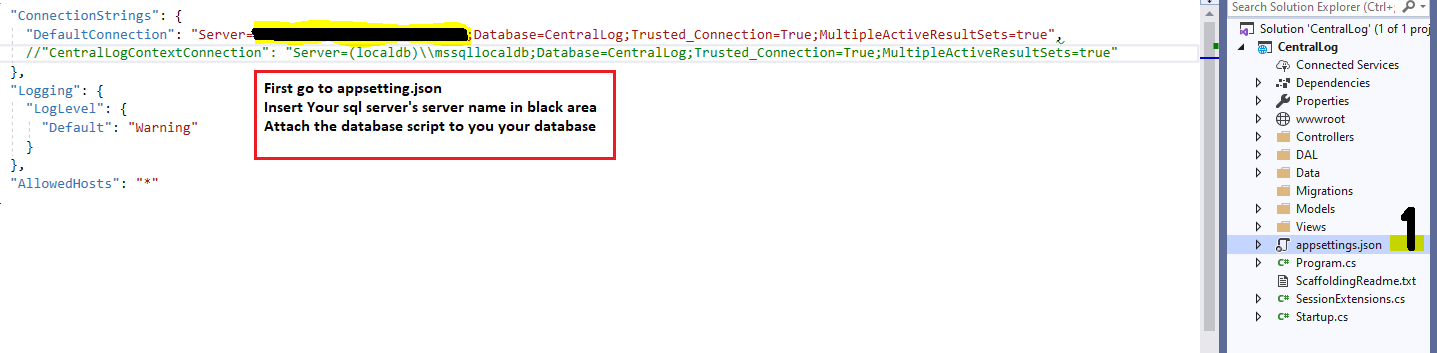 "ConnectionStrings": {
"DefaultConnection": "Server=;Database=CentralLog;Trusted_Connection=True;MultipleActiveResultSets=true",
//"CentralLogContextConnection": "Server=(localdb)\\mssqllocaldb;Database=CentralLog;Trusted_Connection=True;MultipleActiveResultSets=true"
},
"Logging": {
"LogLevel": {
"Default": "Warning"
}
},
"AllowedHosts": "*"
First go to appsetting.json
Insert Your sql server's server name in black area
Attach the database script to you your database
Search Solution Explorer (Ctrl+;
Solution 'CentralLog' (1 of 1 proj
CentralLog
Connected Services
Dependencies
Properties
wwwroot
Controllers
DAL
Data
Migrations
Models
Views
appsettings.json
1
C# Program.cs
ScaffoldingReadme.txt
C# SessionExtensions.cs
C# Startup.cs